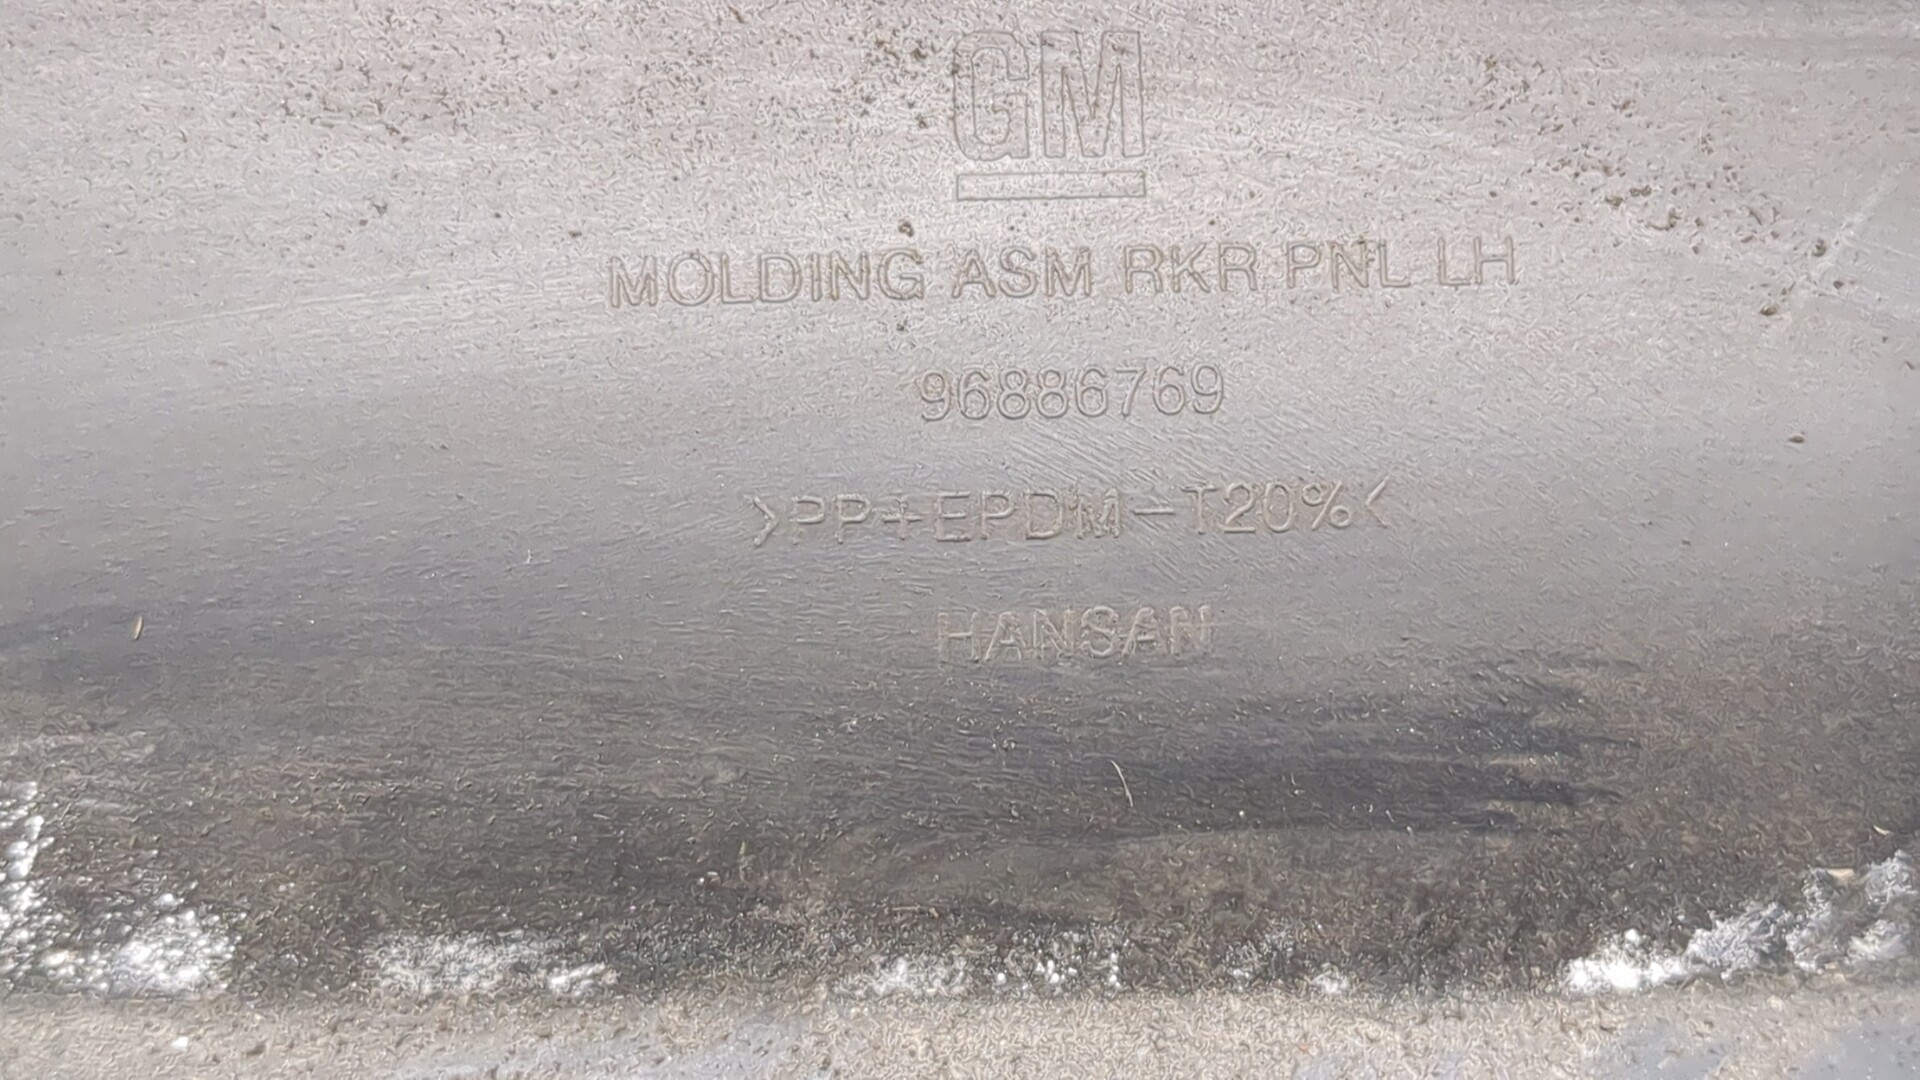 GM
MOLDING ASM RKR PNL LH
96886769
>PP+EPDM-T20%<
HANSAN